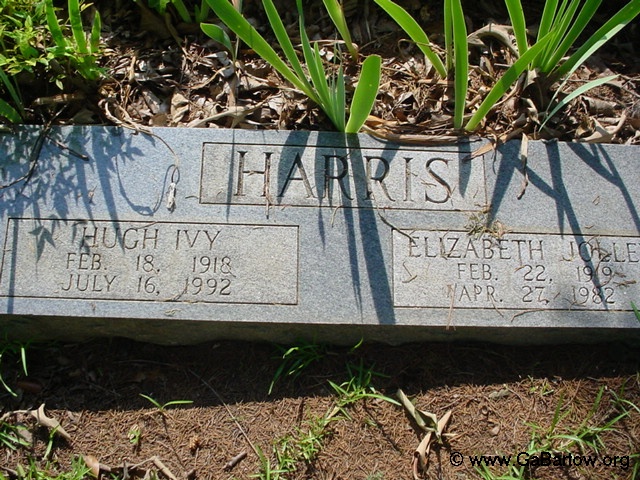 HARRIS
HUGH IVY
FEB. 18, 1918
JULY 16, 1992
ELIZABETH
FEB. 22, 1919
APR. 27, 1982
© www.GaBartow.org